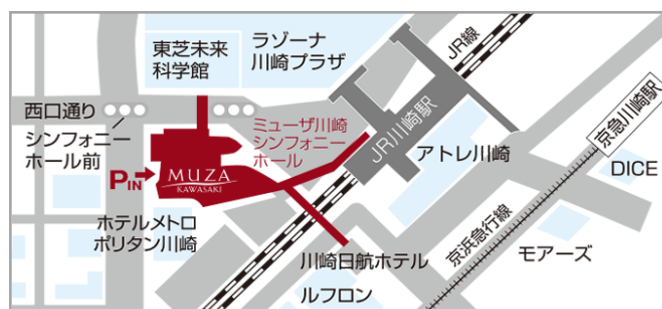 東芝未来
科学館
ラゾーナ
川崎プラザ
JR線
西口通り
シンフォニー
ホール前
ミューザ川崎
シンフォニー
ホール
JR川崎駅
京急川崎駅
アトレ川崎
DICE
PIN
MUZA
KAWASAKI
ホテルメトロ
ポリタン川崎
川崎日航ホテル
ルフロン
京浜急行線
モアーズ